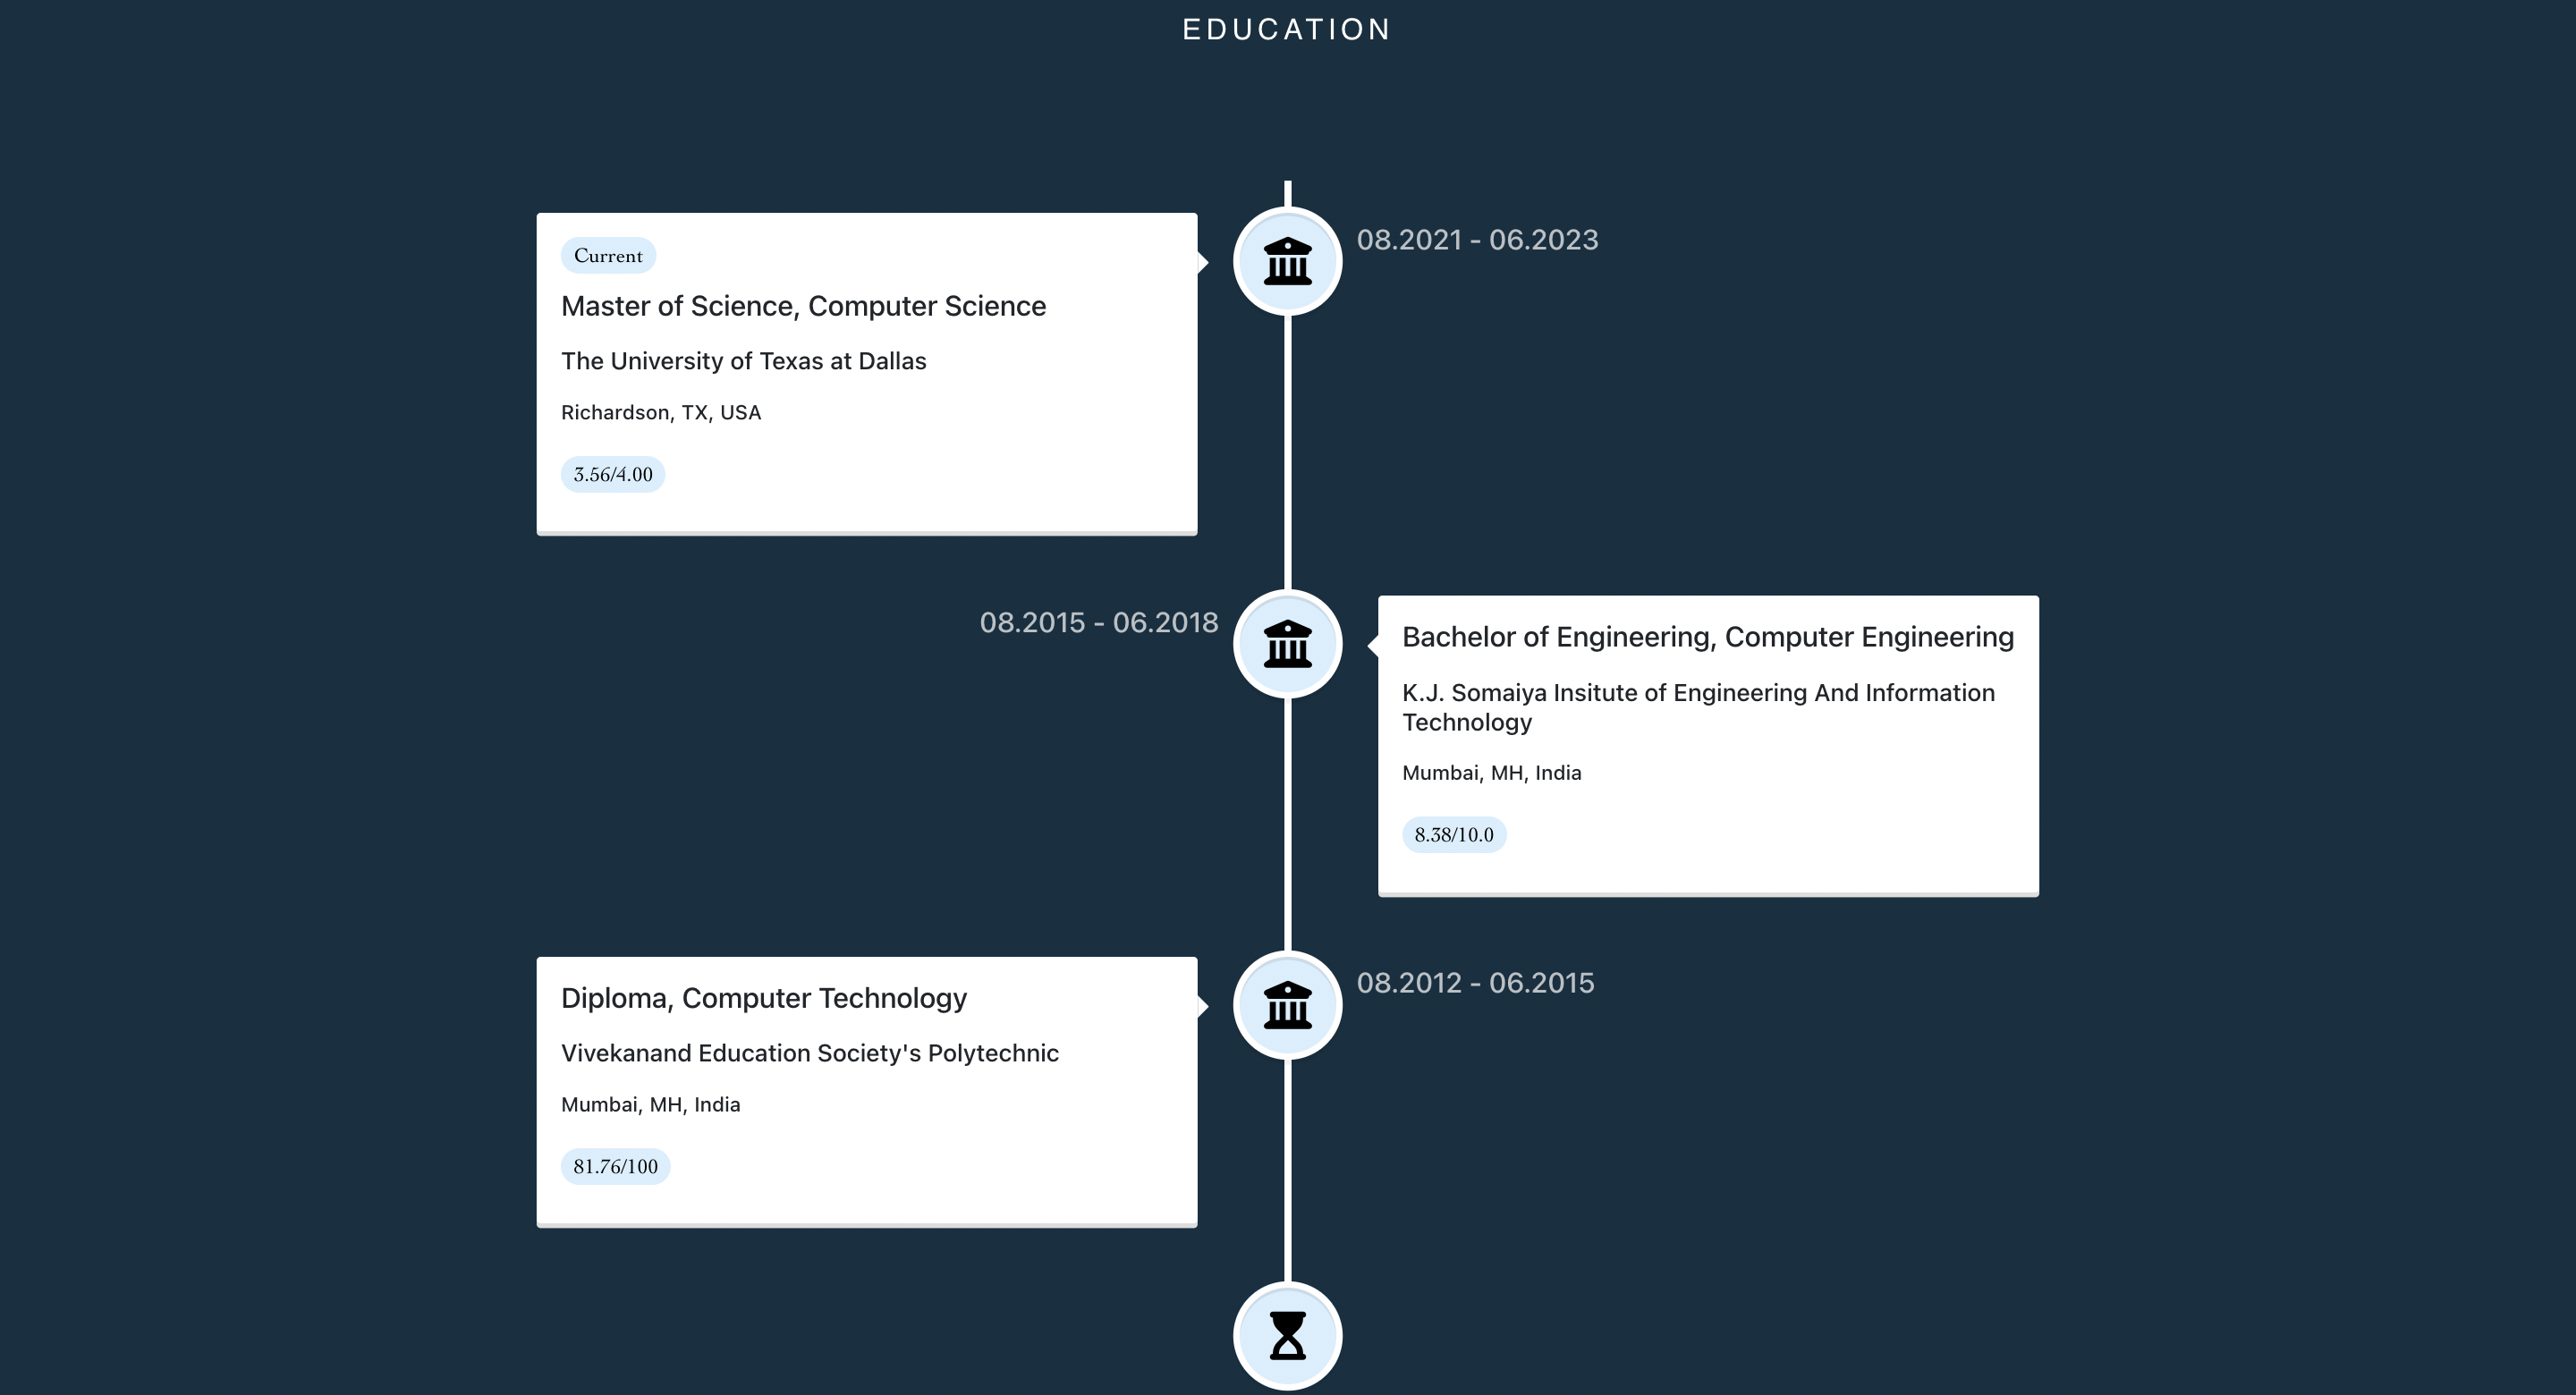 EDUCATION
08.2021 - 06.2023
Current
Master of Science, Computer Science
The University of Texas at Dallas
Richardson, TX, USA
3.56/4.00
08.2015 - 06.2018
Bachelor of Engineering, Computer Engineering
K.J. Somaiya Insitute of Engineering And Information
Technology
Mumbai, MH, India
8.38/10.0
08.2012 - 06.2015
Diploma, Computer Technology
Vivekanand Education Society's Polytechnic
Mumbai, MH, India
81.76/100